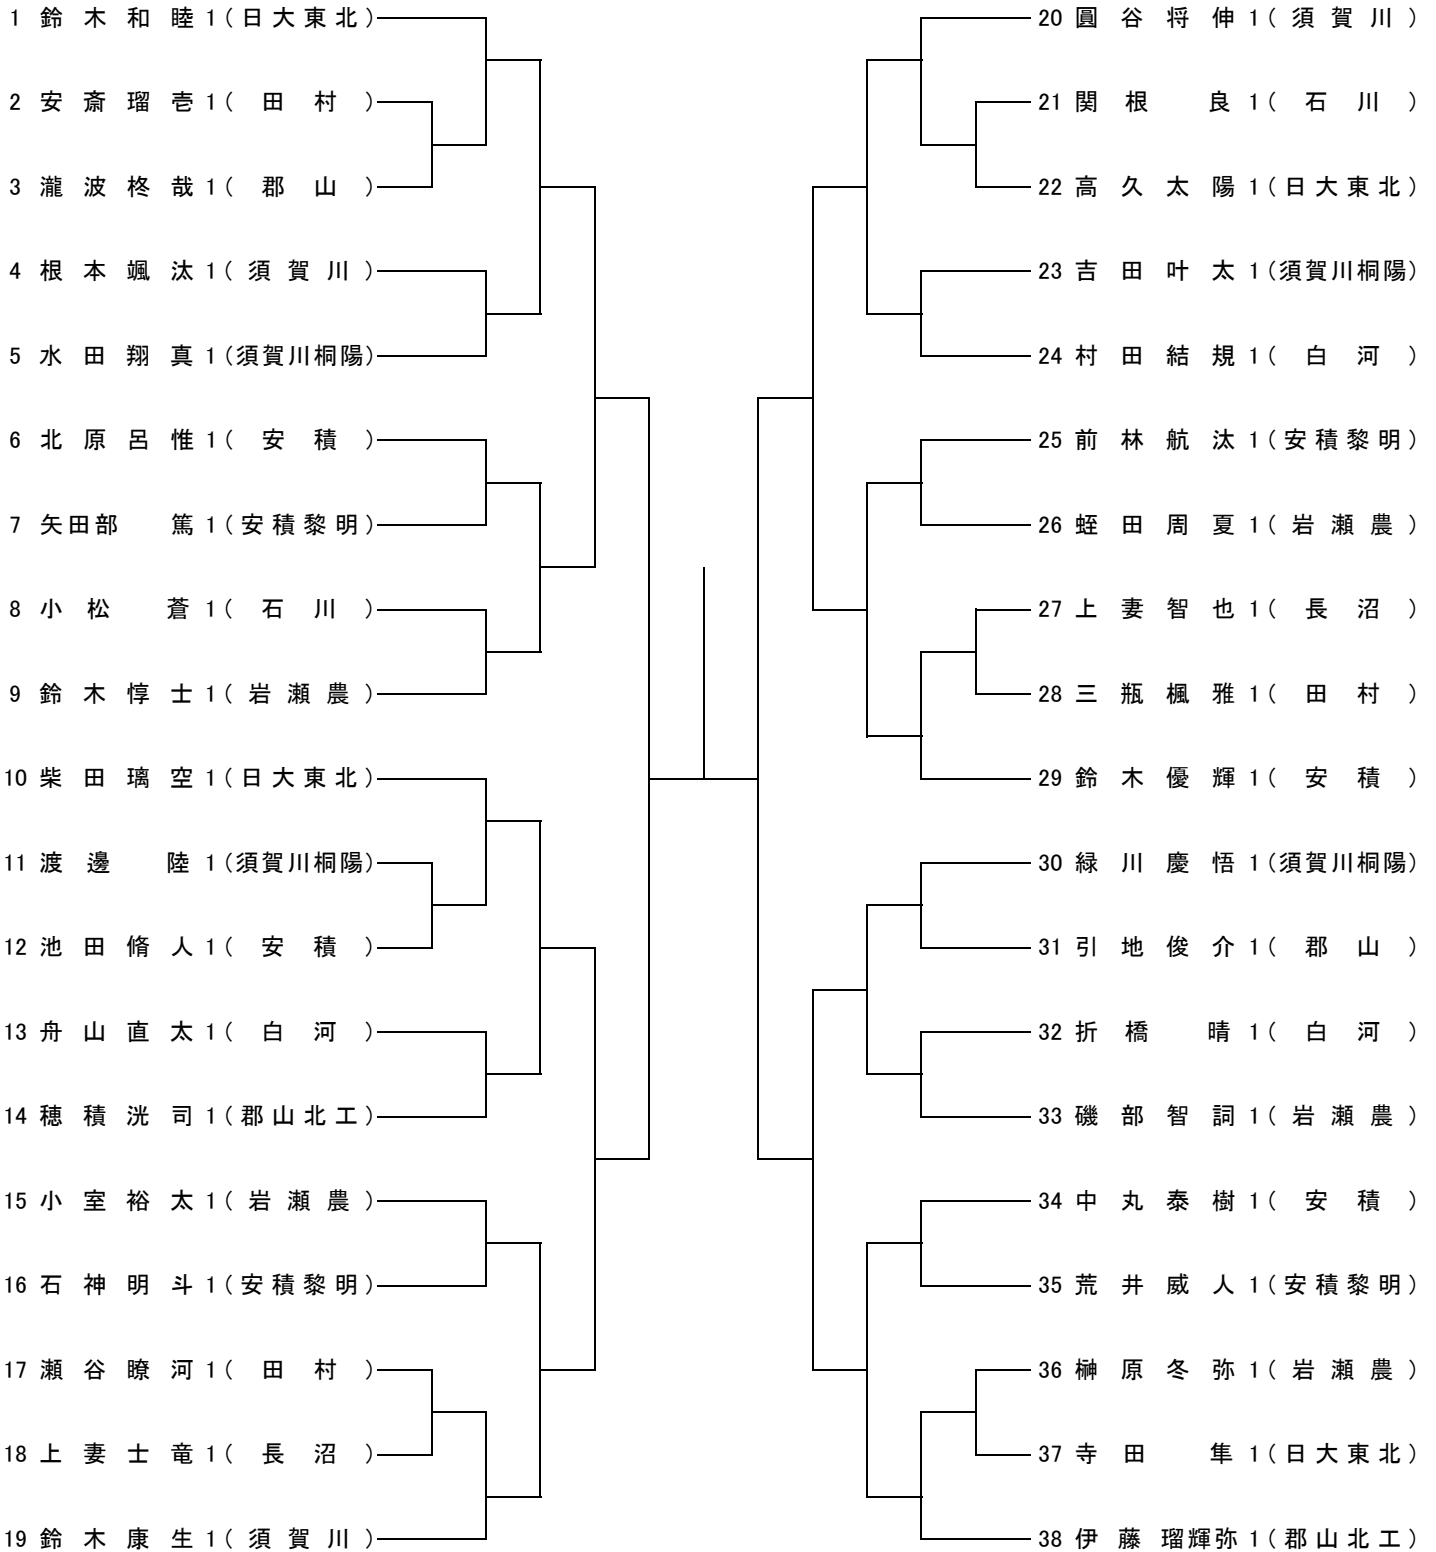 1 鈴木和睦 1(日大東北)
2 安斎瑠壱 1(田村)
3 瀧波柊哉 1(郡山)
4 根本颯汰 1(須賀川)
5 水田翔真 1(須賀川桐陽)
6 北原呂惟 1(安積)
7 矢田部篤 1(安積黎明)
8 小松蒼 1(石川)
9 鈴木惇士 1(岩瀬農)
10 柴田璃空 1(日大東北)
11 渡邊陸 1(須賀川桐陽)
12 池田脩人 1(安積)
13 舟山直太 1(白河)
14 穂積洸司 1(郡山北工)
15 小室裕太 1(岩瀬農)
16 石神明斗 1(安積黎明)
17 瀬谷瞭河 1(田村)
18 上妻士竜 1(長沼)
19 鈴木康生 1(須賀川)
20 圓谷将伸 1(須賀川)
21 関根良 1(石川)
22 高久太陽 1(日大東北)
23 吉田叶太 1(須賀川桐陽)
24 村田結規 1(白河)
25 前林航汰 1(安積黎明)
26 蛭田周夏 1(岩瀬農)
27 上妻智也 1(長沼)
28 三瓶楓雅 1(田村)
29 鈴木優輝 1(安積)
30 緑川慶悟 1(須賀川桐陽)
31 引地俊介 1(郡山)
32 折橋晴 1(白河)
33 磯部智詞 1(岩瀬農)
34 中丸泰樹 1(安積)
35 荒井威人 1(安積黎明)
36 榊原冬弥 1(岩瀬農)
37 寺田隼 1(日大東北)
38 伊藤瑠輝弥 1(郡山北工)